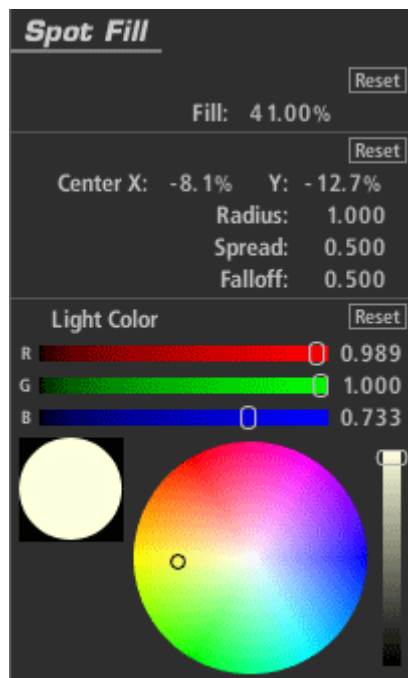 Spot Fill
Reset
Fill: 41.00%
Reset
Center X: -8.1% Y: -12.7%
Radius: 1.000
Spread: 0.500
Falloff: 0.500
Light Color Reset
R 0.989
G 1.000
B 0.733